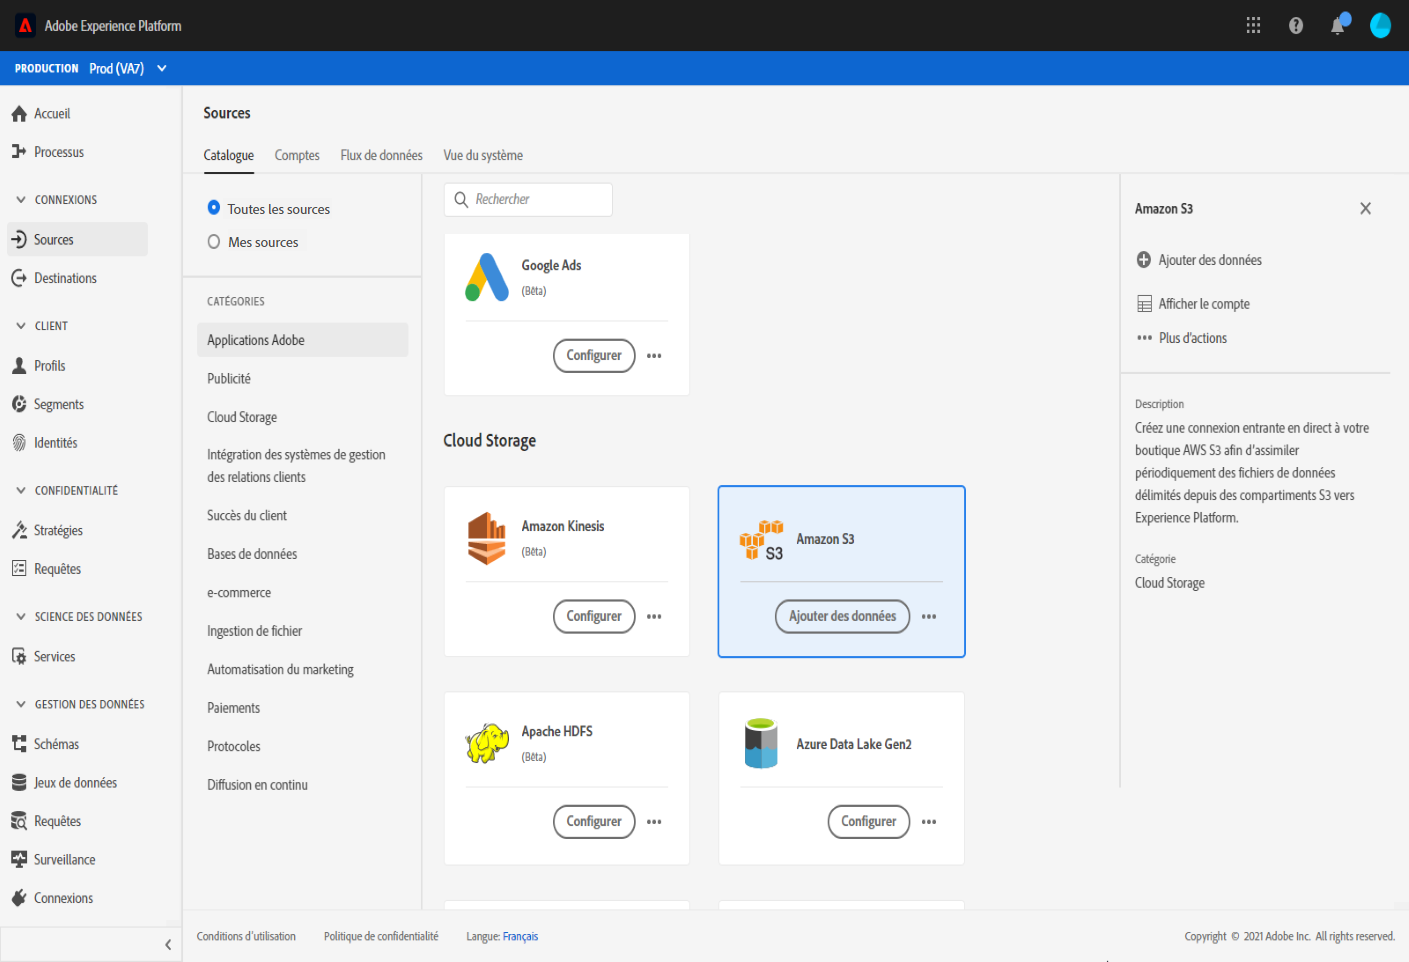 Adobe Experience Platform
PRODUCTION Prod (VA7)
Accueil
Processus
CONNEXIONS
Sources
Destinations
CLIENT
Profils
Segments
Identités
CONFIDENTIALITÉ
Stratégies
Requêtes
SCIENCE DES DONNÉES
Services
GESTION DES DONNÉES
Schémas
Jeux de données
Requêtes
Surveillance
Connexions
Sources
Catalogue Comptes Flux de données Vue du système
Toutes les sources
Mes sources
CATÉGORIES
Applications Adobe
Publicité
Cloud Storage
Intégration des systèmes de gestion
des relations clients
Succès du client
Bases de données
e-commerce
Ingestion de fichier
Automatisation du marketing
Paiements
Protocoles
Diffusion en continu
Rechercher
Google Ads
(Bêta)
Configurer
Cloud Storage
Amazon Kinesis
(Bêta)
Configurer
S3
Amazon S3
Ajouter des données
Apache HDFS
(Bêta)
Configurer
Azure Data Lake Gen2
Configurer
Amazon S3
Ajouter des données
Afficher le compte
Plus d'actions
Description
Créez une connexion entrante en direct à votre
boutique AWS S3 afin d'assimiler
périodiquement des fichiers de données
délimités depuis des compartiments S3 vers
Experience Platform.
Catégorie
Cloud Storage
Conditions d'utilisation Politique de confidentialité Langue: Français
Copyright © 2021 Adobe Inc. All rights reserved.